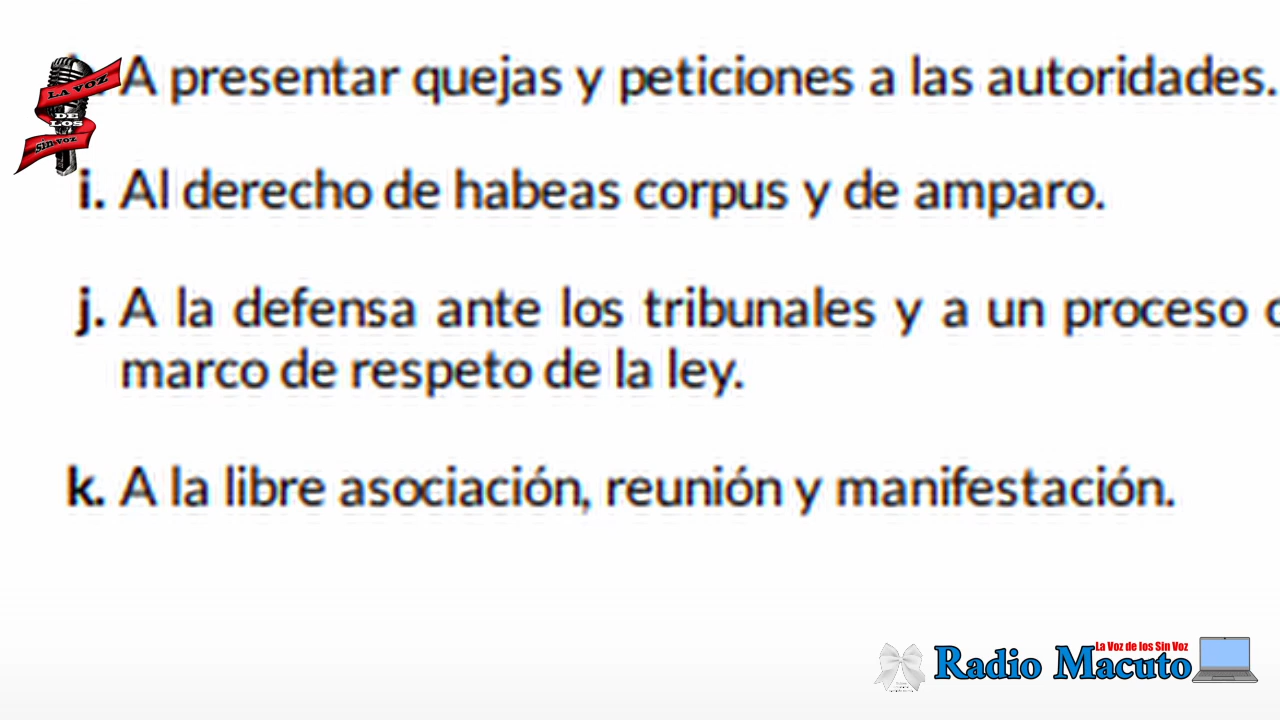 A presentar quejas y peticiones a las autoridades.
LA VOZ
DE
LOS
sin voz
i. Al derecho de habeas corpus y de amparo.
j. A la defensa ante los tribunales y a un proceso
marco de respeto de la ley.
k. A la libre asociación, reunión y manifestación.
La Voz de los Sin Voz
Radio Macuto